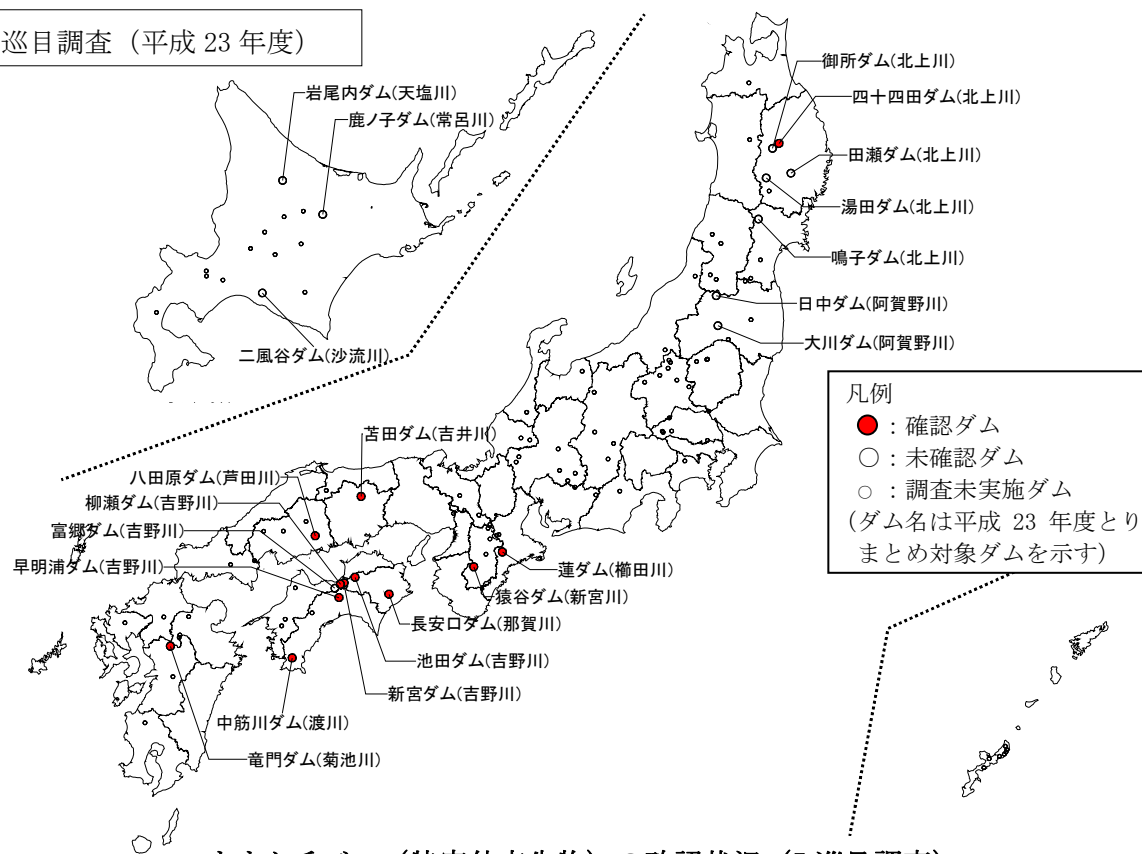 巡目調査（平成 23 年度）
御所ダム(北上川)
四十四田ダム(北上川)
岩尾内ダム(天塩川)
鹿ノ子ダム(常呂川)
田瀬ダム(北上川)
湯田ダム(北上川)
鳴子ダム(北上川)
日中ダム(阿賀野川)
大川ダム(阿賀野川)
二風谷ダム(沙流川)
凡例
：確認ダム
：未確認ダム
：調査未実施ダム
(ダム名は平成 23 年度とり
まとめ対象ダムを示す)
苫田ダム(吉井川)
八田原ダム(芦田川)
柳瀬ダム(吉野川)
富郷ダム(吉野川)
早明浦ダム(吉野川)
蓮ダム(櫛田川)
猿谷ダム(新宮川)
長安口ダム(那賀川)
池田ダム(吉野川)
新宮ダム(吉野川)
中筋川ダム(渡川)
竜門ダム(菊池川)